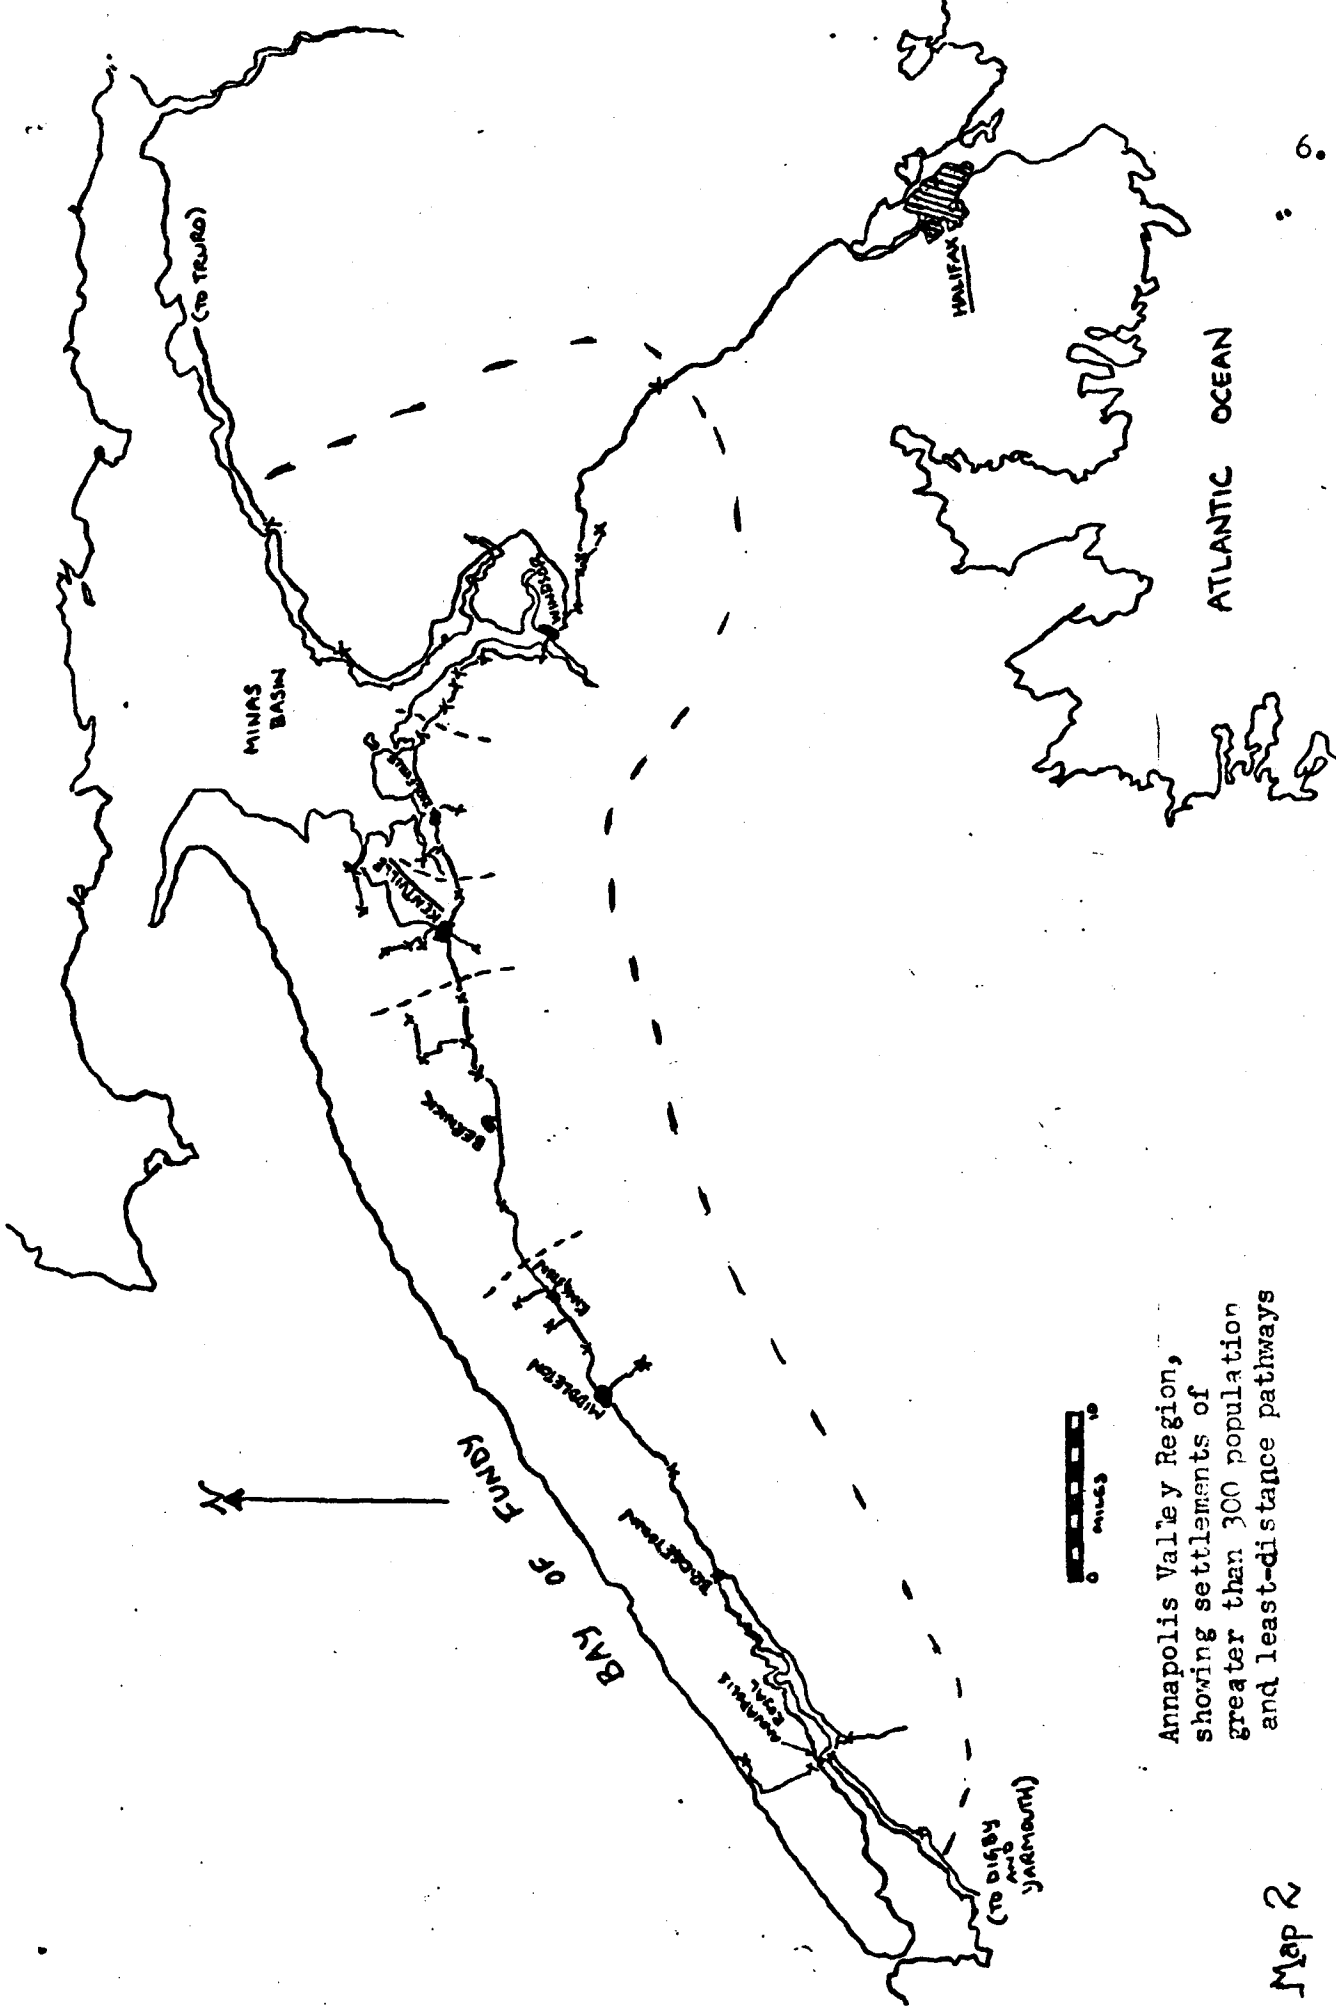 6.
(TO TRURO)
MINAS
BASIN
HALIFAX
WINDSOR
WOLFVILLE
KENTVILLE
BERWICK
KINGSTON
MIDDLETON
BRIDGETOWN
ANNAPOLIS
ROYAL
BAY OF FUNDY
N
ATLANTIC OCEAN
(TO DIGBY
AND
YARMOUTH)
0 10
MILES
Annapolis Valley Region,
showing settlements of
greater than 300 population
and least-distance pathways
Map 2